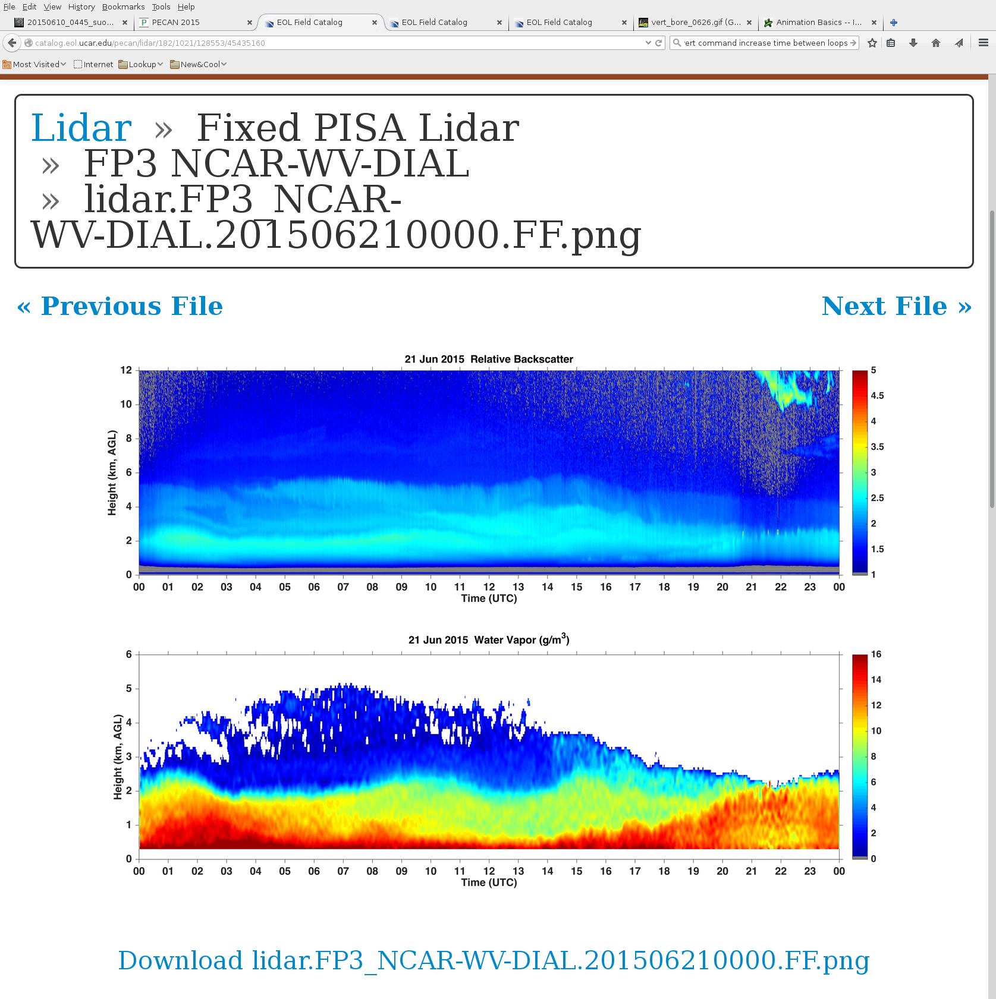 File Edit View History Bookmarks Tools Help
20150610_0445_suo... PECAN 2015 EOL Field Catalog EOL Field Catalog EOL Field Catalog vert_bore_0626.gif (G... Animation Basics -- I...
catalog.eol.ucar.edu/pecan/lidar/182/1021/128553/45435160 ert command increase time between loops
Most Visited Internet Lookup New&Cool
Lidar » Fixed PISA Lidar
» FP3 NCAR-WV-DIAL
» lidar.FP3_NCAR-
WV-DIAL.201506210000.FF.png
« Previous File Next File »
21 Jun 2015 Relative Backscatter
12
10
8
6
4
2
0
Height (km, AGL)
00 01 02 03 04 05 06 07 08 09 10 11 12 13 14 15 16 17 18 19 20 21 22 23 00
Time (UTC)
5
4.5
4
3.5
3
2.5
2
1.5
1
21 Jun 2015 Water Vapor (g/m³)
6
5
4
3
2
1
0
Height (km, AGL)
00 01 02 03 04 05 06 07 08 09 10 11 12 13 14 15 16 17 18 19 20 21 22 23 00
Time (UTC)
16
14
12
10
8
6
4
2
0
Download lidar.FP3_NCAR-WV-DIAL.201506210000.FF.png